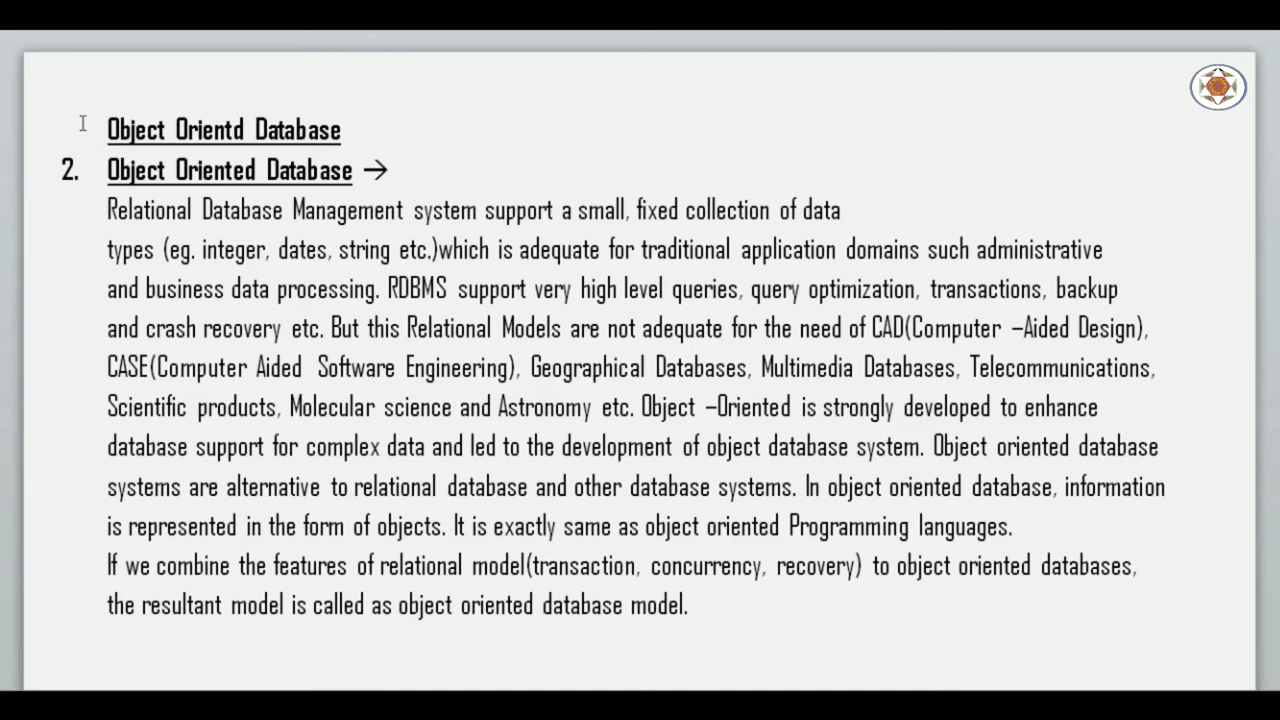 Object Orientd Database
2. Object Oriented Database →
Relational Database Management system support a small, fixed collection of data
types (eg. integer, dates, string etc.)which is adequate for traditional application domains such administrative
and business data processing. RDBMS support very high level queries, query optimization, transactions, backup
and crash recovery etc. But this Relational Models are not adequate for the need of CAD(Computer –Aided Design),
CASE(Computer Aided Software Engineering), Geographical Databases, Multimedia Databases, Telecommunications,
Scientific products, Molecular science and Astronomy etc. Object –Oriented is strongly developed to enhance
database support for complex data and led to the development of object database system. Object oriented database
systems are alternative to relational database and other database systems. In object oriented database, information
is represented in the form of objects. It is exactly same as object oriented Programming languages.
If we combine the features of relational model(transaction, concurrency, recovery) to object oriented databases,
the resultant model is called as object oriented database model.